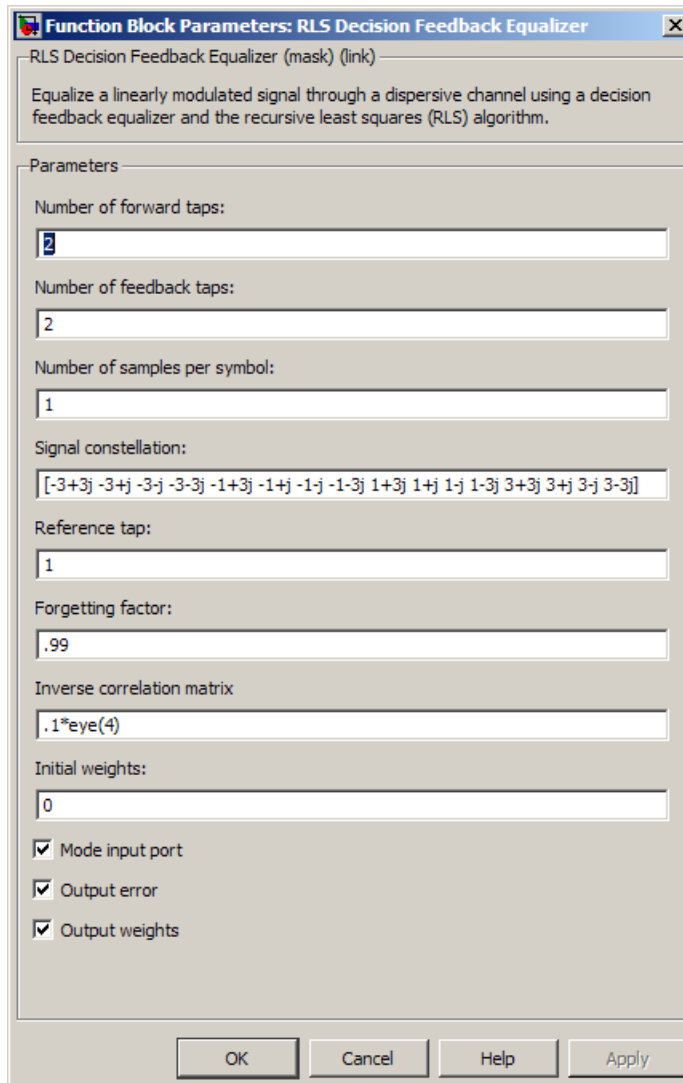 Function Block Parameters: RLS Decision Feedback Equalizer
RLS Decision Feedback Equalizer (mask) (link)
Equalize a linearly modulated signal through a dispersive channel using a decision
feedback equalizer and the recursive least squares (RLS) algorithm.
Parameters
Number of forward taps:
2
Number of feedback taps:
2
Number of samples per symbol:
1
Signal constellation:
[-3+3j -3+j -3-j -3-3j -1+3j -1+j -1-j -1-3j 1+3j 1+j 1-j 1-3j 3+3j 3+j 3-j 3-3j]
Reference tap:
1
Forgetting factor:
.99
Inverse correlation matrix
.1*eye(4)
Initial weights:
0
Mode input port
Output error
Output weights
OK Cancel Help Apply